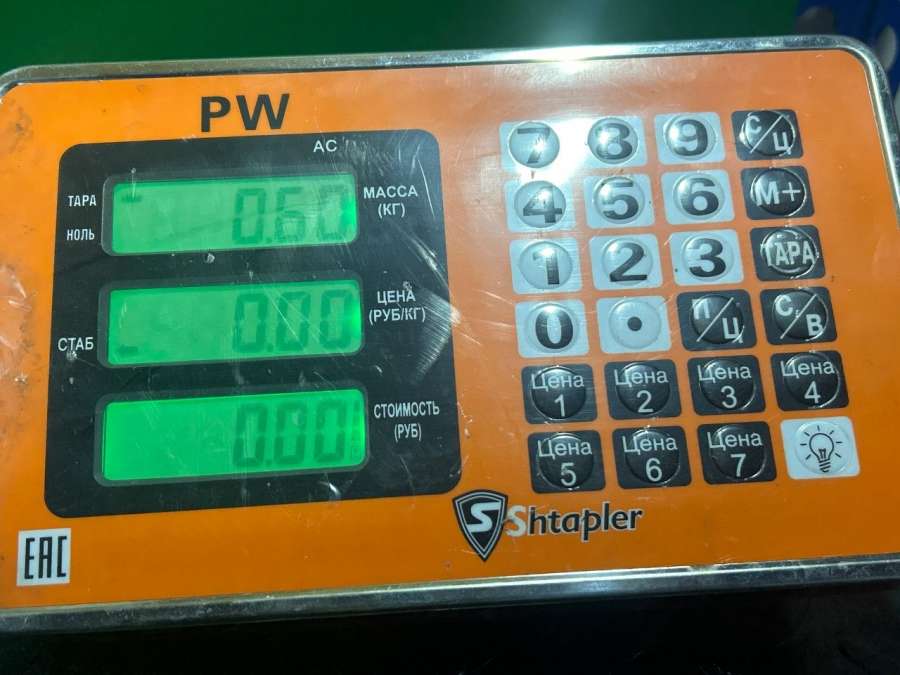 PW
AC
ТАРА
НОЛЬ
0.60
МАССА
(КГ)
СТАБ
0.00
ЦЕНА
(РУБ/КГ)
0.00
СТОИМОСТЬ
(РУБ)
7 8 9 С/Ц
4 5 6 М+
1 2 3 ТАРА
0 • П/Ц С/В
Цена 1
Цена 2
Цена 3
Цена 4
Цена 5
Цена 6
Цена 7
S Shtapler
EAC